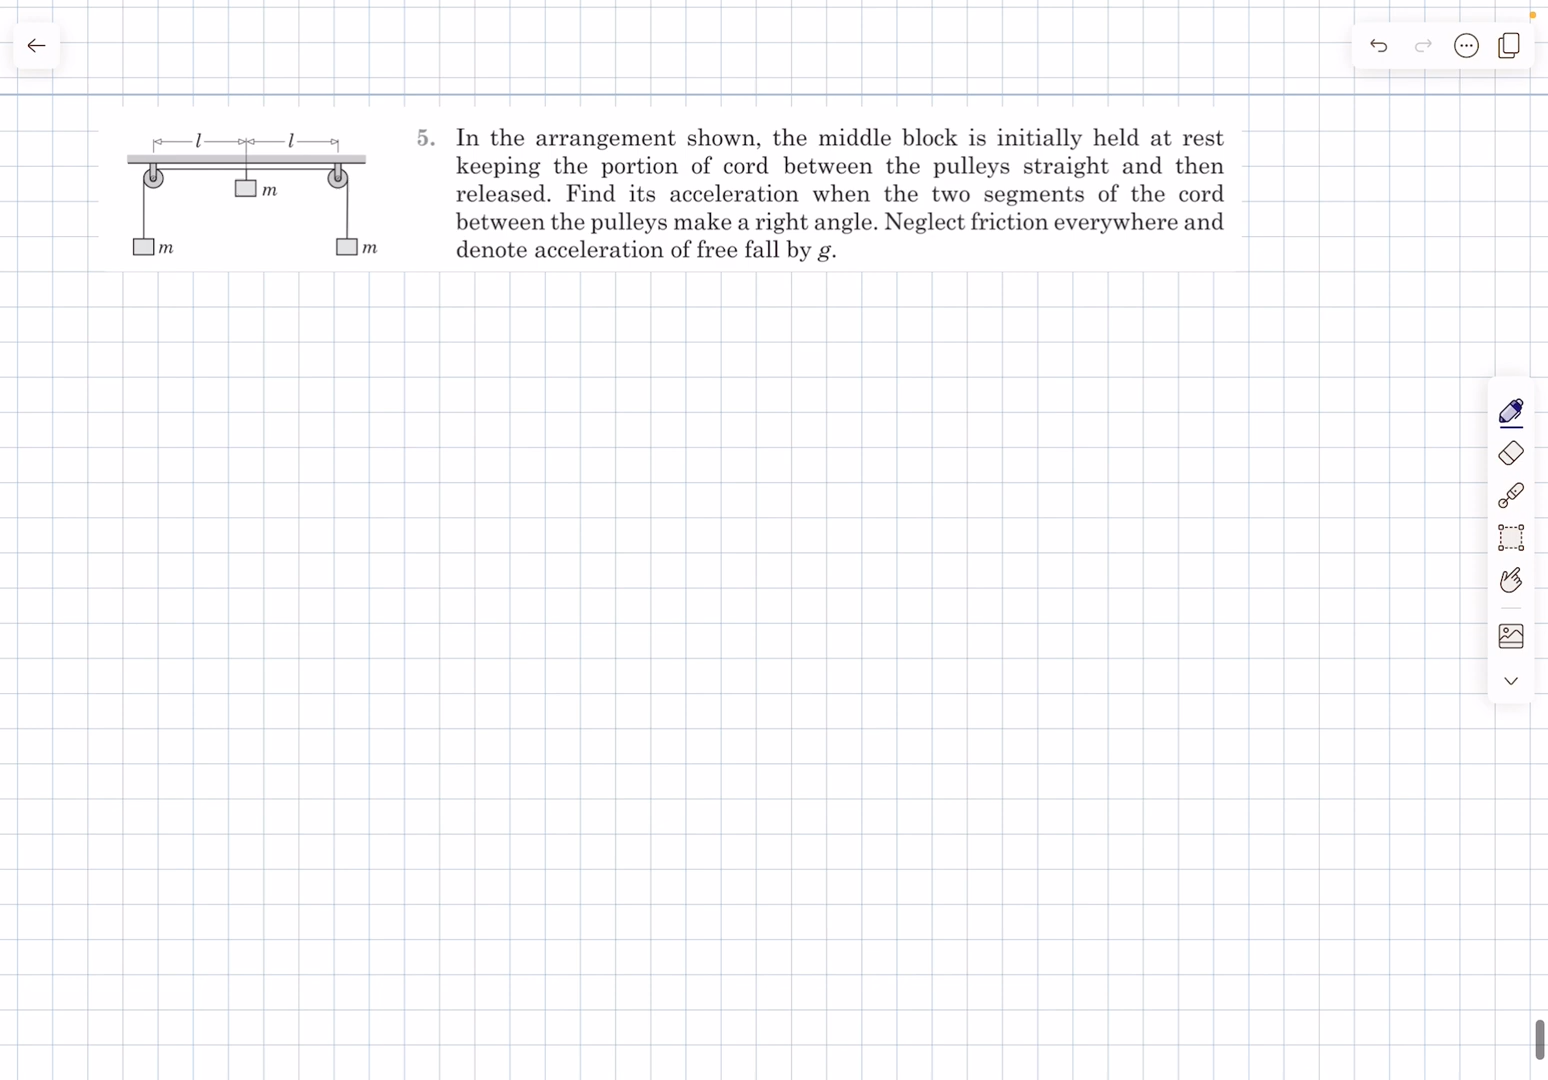 l l
m
m m
5. In the arrangement shown, the middle block is initially held at rest
keeping the portion of cord between the pulleys straight and then
released. Find its acceleration when the two segments of the cord
between the pulleys make a right angle. Neglect friction everywhere and
denote acceleration of free fall by g.